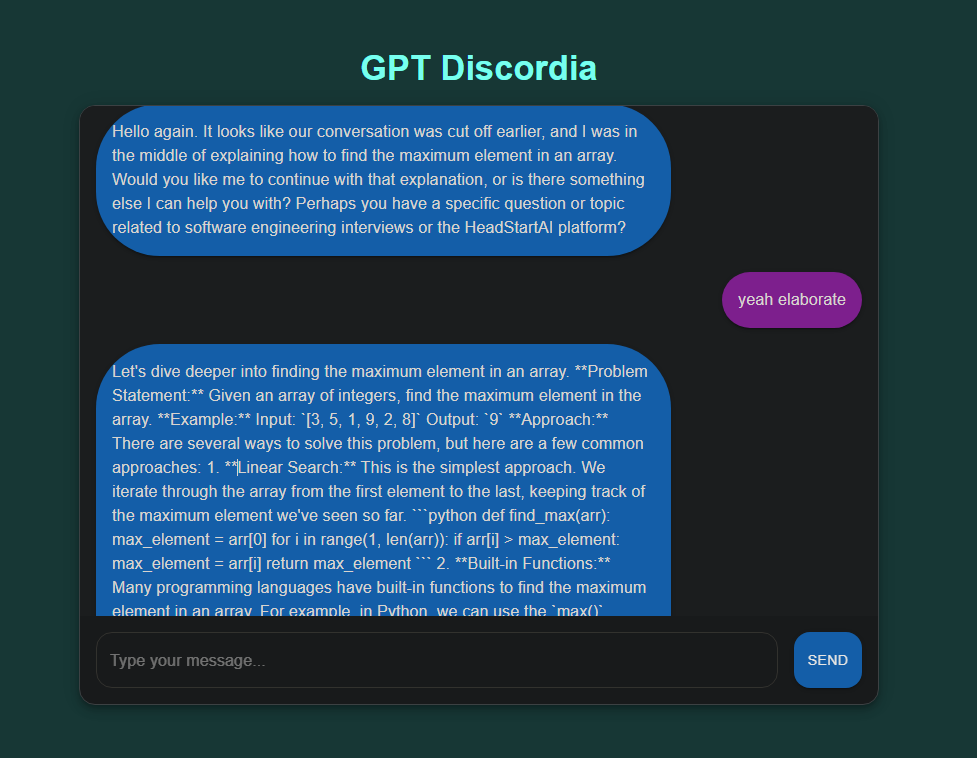 GPT Discordia
Hello again. It looks like our conversation was cut off earlier, and I was in
the middle of explaining how to find the maximum element in an array.
Would you like me to continue with that explanation, or is there something
else I can help you with? Perhaps you have a specific question or topic
related to software engineering interviews or the HeadStartAI platform?
yeah elaborate
Let's dive deeper into finding the maximum element in an array. **Problem
Statement:** Given an array of integers, find the maximum element in the
array. **Example:** Input: `[3, 5, 1, 9, 2, 8]` Output: `9` **Approach:**
There are several ways to solve this problem, but here are a few common
approaches: 1. **Linear Search:** This is the simplest approach. We
iterate through the array from the first element to the last, keeping track of
the maximum element we've seen so far. ```python def find_max(arr):
max_element = arr[0] for i in range(1, len(arr)): if arr[i] > max_element:
max_element = arr[i] return max_element ``` 2. **Built-in Functions:**
Many programming languages have built-in functions to find the maximum
element in an array. For example, in Python, we can use the `max()`
Type your message...
SEND